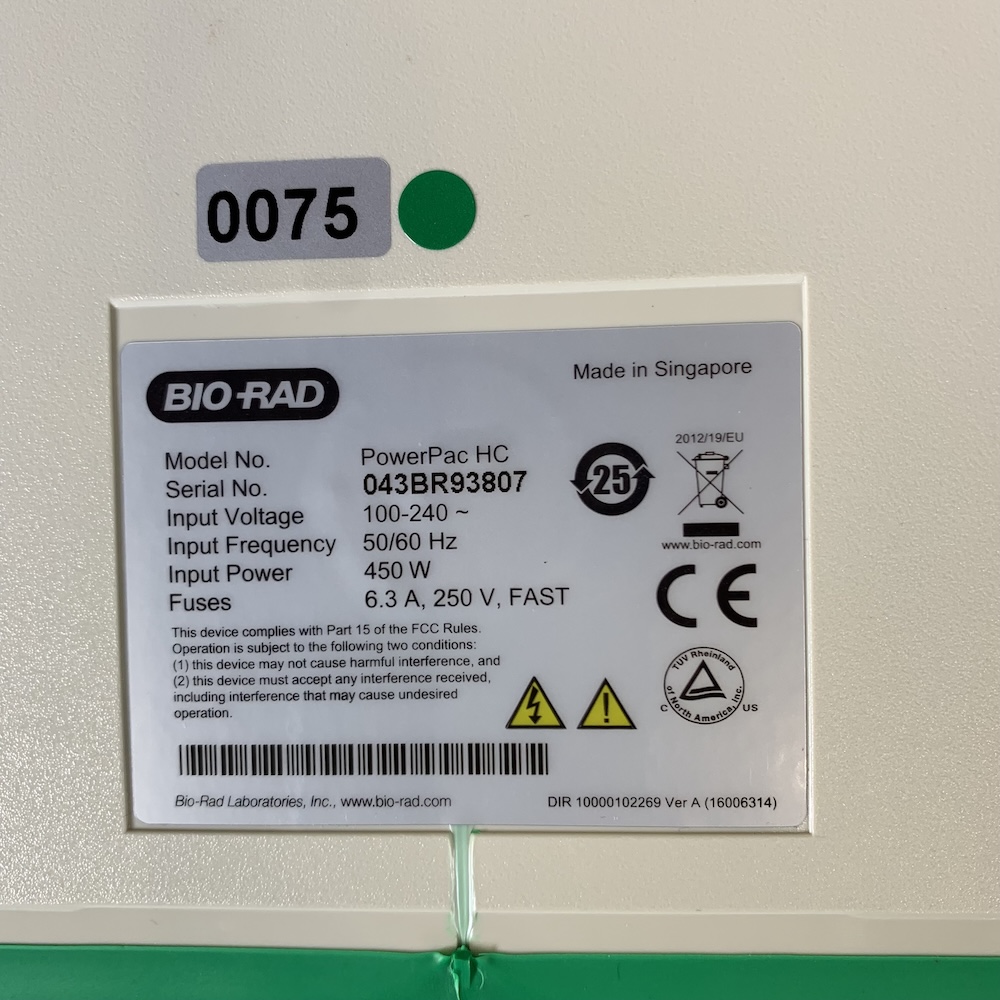 0075
BIO-RAD
Made in Singapore
Model No. PowerPac HC
Serial No. 043BR93807
Input Voltage 100-240 ~
Input Frequency 50/60 Hz
Input Power 450 W
Fuses 6.3 A, 250 V, FAST
25
2012/19/EU
www.bio-rad.com
CE
This device complies with Part 15 of the FCC Rules.
Operation is subject to the following two conditions:
(1) this device may not cause harmful interference, and
(2) this device must accept any interference received,
including interference that may cause undesired
operation.
TÜV Rheinland
of North America, Inc.
C US
Bio-Rad Laboratories, Inc., www.bio-rad.com
DIR 10000102269 Ver A (16006314)